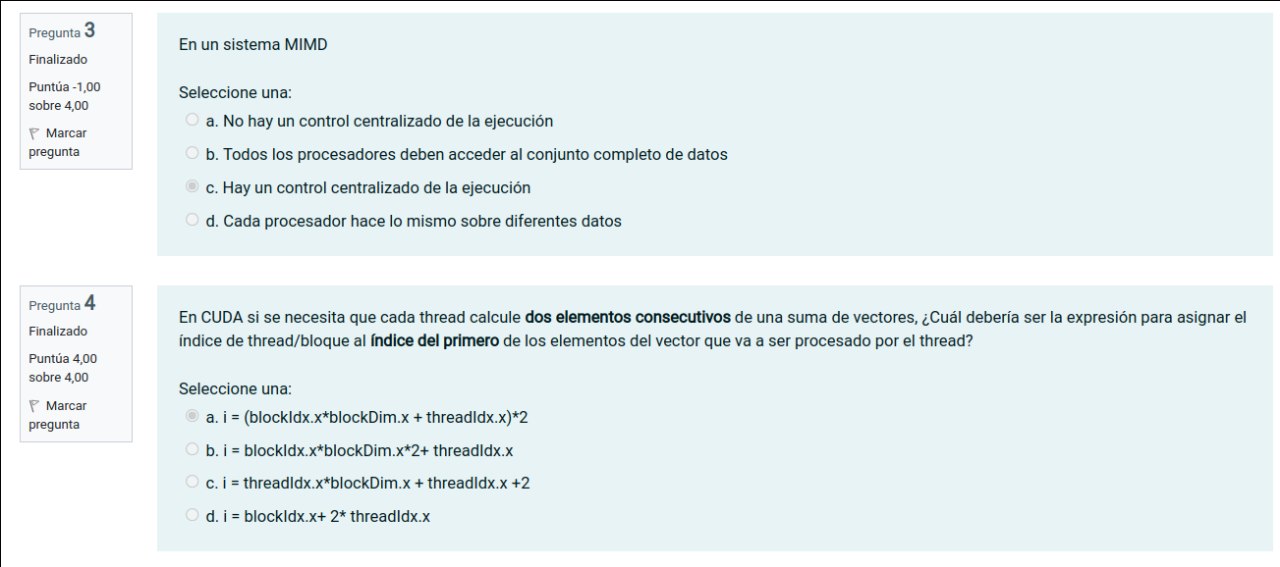 Pregunta 3
Finalizado
Puntúa -1,00
sobre 4,00
Marcar
pregunta
En un sistema MIMD
Seleccione una:
a. No hay un control centralizado de la ejecución
b. Todos los procesadores deben acceder al conjunto completo de datos
c. Hay un control centralizado de la ejecución
d. Cada procesador hace lo mismo sobre diferentes datos
Pregunta 4
Finalizado
Puntúa 4,00
sobre 4,00
Marcar
pregunta
En CUDA si se necesita que cada thread calcule dos elementos consecutivos de una suma de vectores, ¿Cuál debería ser la expresión para asignar el
índice de thread/bloque al índice del primero de los elementos del vector que va a ser procesado por el thread?
Seleccione una:
a. i = (blockIdx.x*blockDim.x + threadIdx.x)*2
b. i = blockIdx.x*blockDim.x*2+ threadIdx.x
c. i = threadIdx.x*blockDim.x + threadIdx.x +2
d. i = blockIdx.x+ 2* threadIdx.x